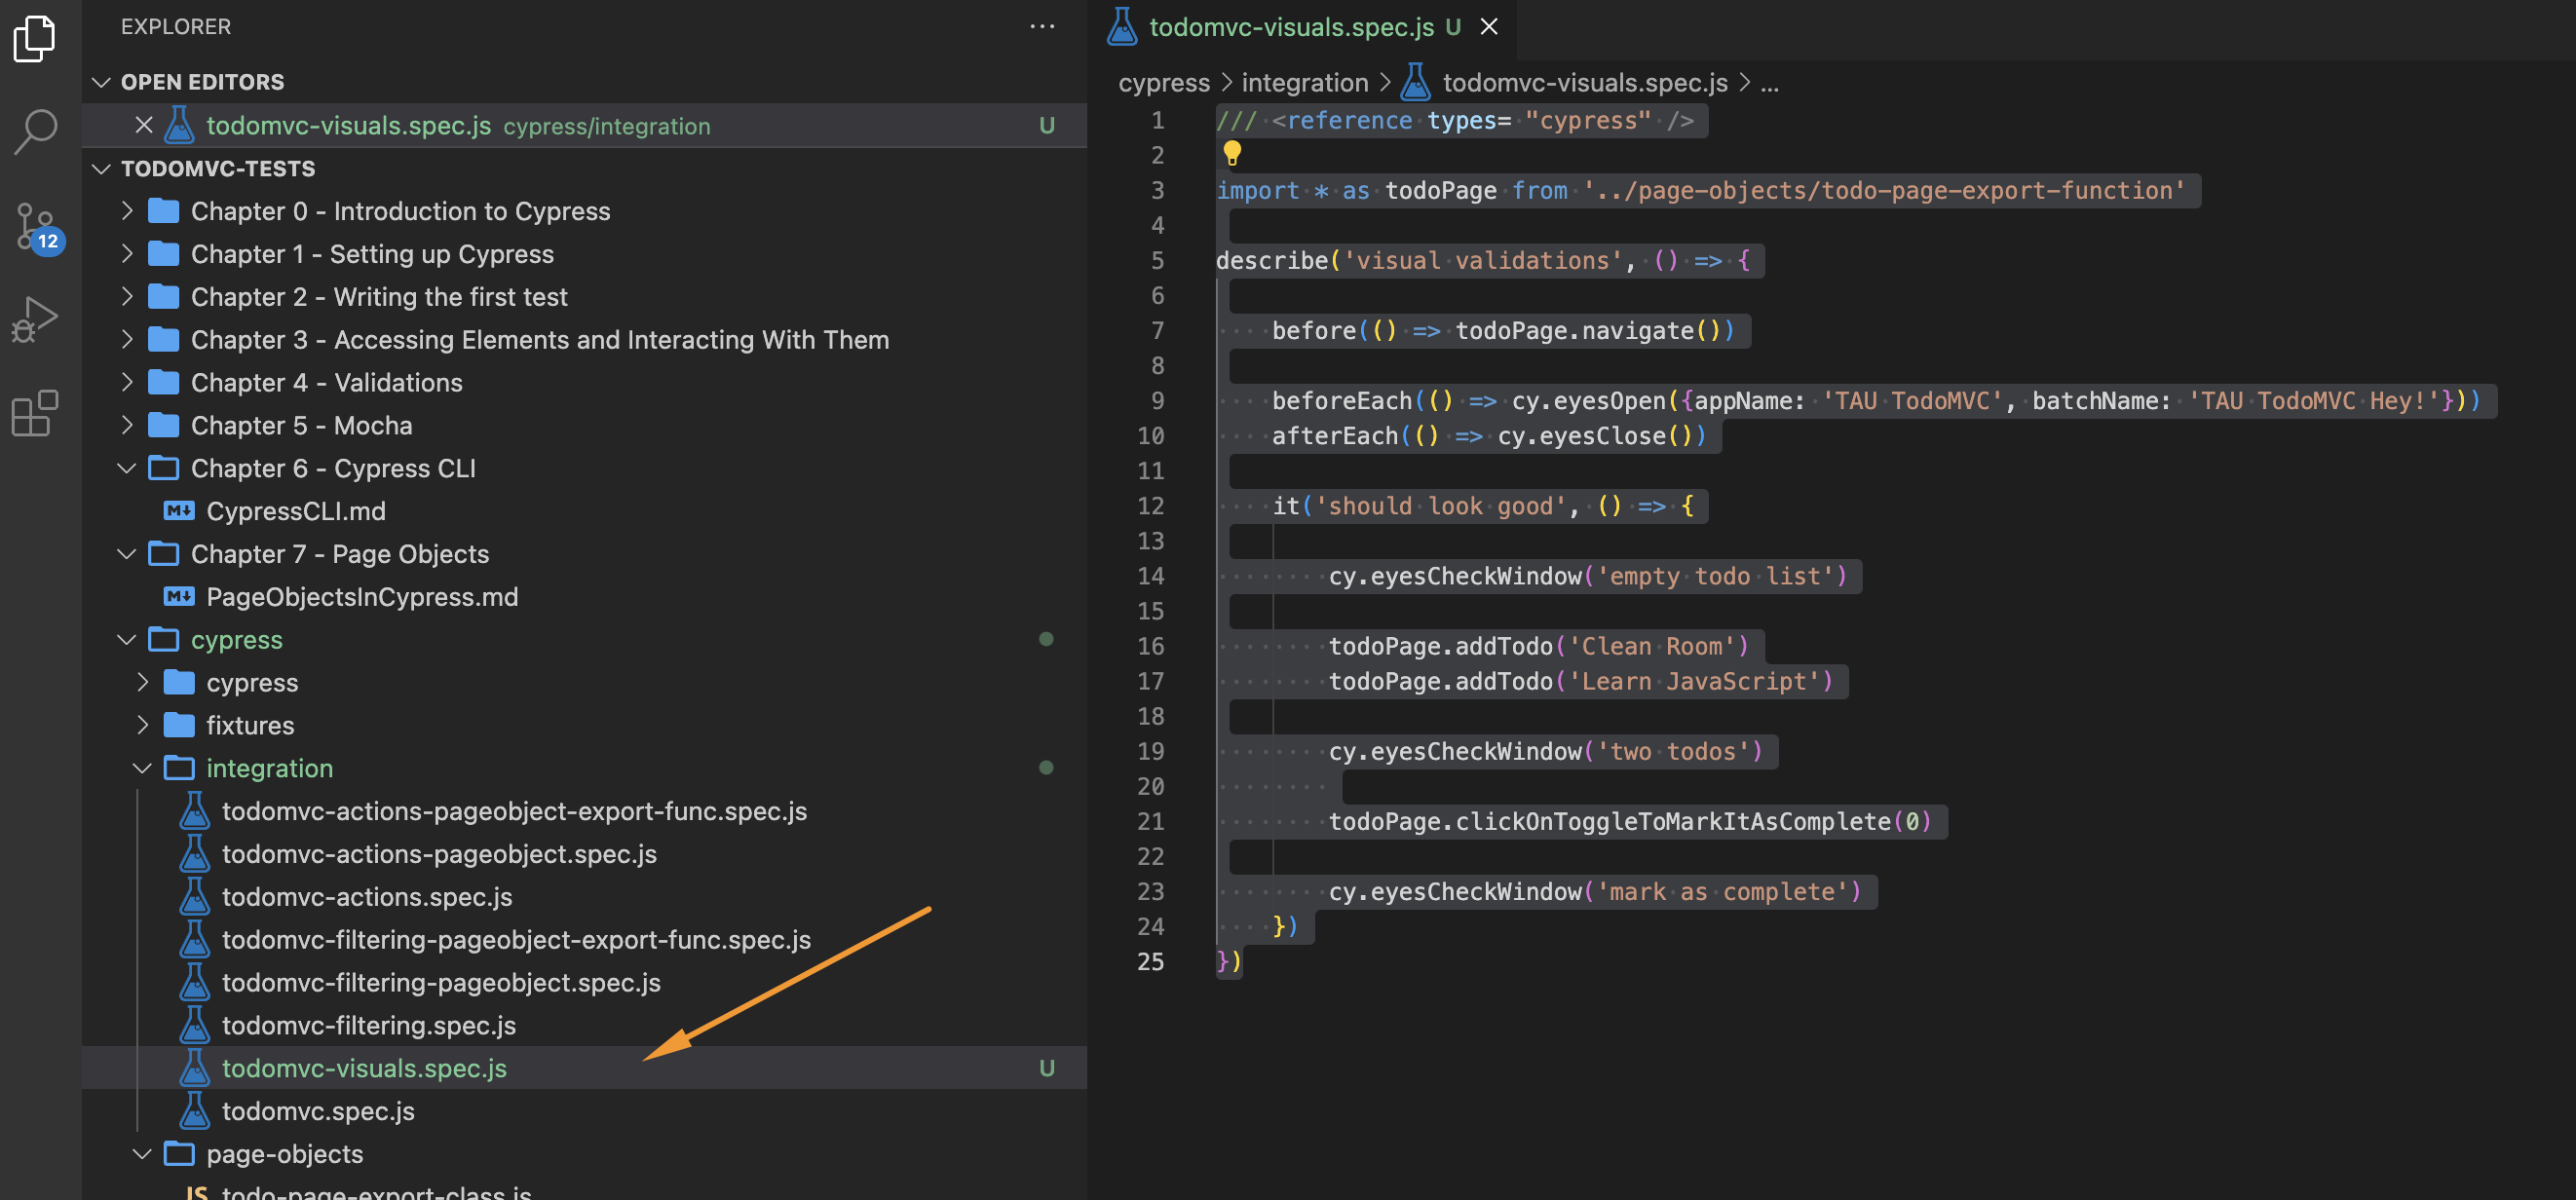 EXPLORER
OPEN EDITORS
todomvc-visuals.spec.js cypress/integration U
TODOMVC-TESTS
Chapter 0 - Introduction to Cypress
Chapter 1 - Setting up Cypress
Chapter 2 - Writing the first test
Chapter 3 - Accessing Elements and Interacting With Them
Chapter 4 - Validations
Chapter 5 - Mocha
Chapter 6 - Cypress CLI
CypressCLI.md
Chapter 7 - Page Objects
PageObjectsInCypress.md
cypress
cypress
fixtures
integration
todomvc-actions-pageobject-export-func.spec.js
todomvc-actions-pageobject.spec.js
todomvc-actions.spec.js
todomvc-filtering-pageobject-export-func.spec.js
todomvc-filtering-pageobject.spec.js
todomvc-filtering.spec.js
todomvc-visuals.spec.js U
todomvc.spec.js
page-objects
JS todo-page-export-class.js
12
todomvc-visuals.spec.js U
cypress > integration > todomvc-visuals.spec.js > ...
1 /// <reference types= "cypress" />
2
3 import * as todoPage from '../page-objects/todo-page-export-function'
4
5 describe('visual validations', () => {
6
7 before(() => todoPage.navigate())
8
9 beforeEach(() => cy.eyesOpen({appName: 'TAU TodoMVC', batchName: 'TAU TodoMVC Hey!'}))
10 afterEach(() => cy.eyesClose())
11
12 it('should look good', () => {
13
14 cy.eyesCheckWindow('empty todo list')
15
16 todoPage.addTodo('Clean Room')
17 todoPage.addTodo('Learn JavaScript')
18
19 cy.eyesCheckWindow('two todos')
20
21 todoPage.clickOnToggleToMarkItAsComplete(0)
22
23 cy.eyesCheckWindow('mark as complete')
24 })
25 })